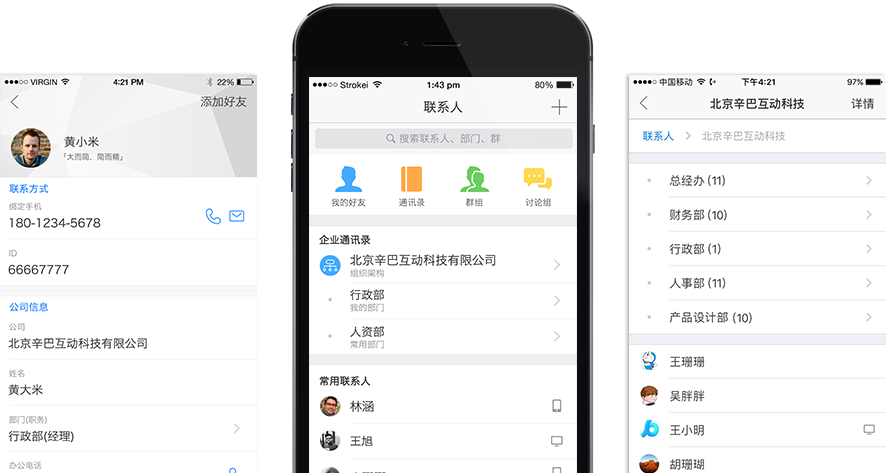 ●●●○○ VIRGIN
4:21 PM
22%
添加好友
黄小米
「大而简、简而精」
联系方式
绑定手机
180-1234-5678
ID
66667777
公司信息
公司
北京辛巴互动科技有限公司
姓名
黄大米
部门(职务)
行政部(经理)
办公电话
●●●○○ Strokei
1:43 pm
80%
联系人
搜索联系人、部门、群
我的好友
通讯录
群组
讨论组
企业通讯录
北京辛巴互动科技有限公司
组织架构
行政部
我的部门
人资部
常用部门
常用联系人
林涵
王旭
●●●●○ 中国移动
下午4:21
97%
北京辛巴互动科技
详情
联系人
北京辛巴互动科技
总经办 (11)
财务部 (10)
行政部 (1)
人事部 (11)
产品设计部 (10)
王珊珊
吴胖胖
王小明
胡珊瑚